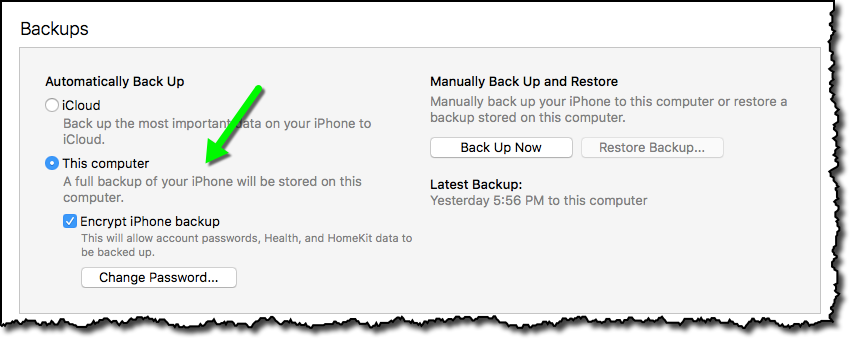 Backups
Automatically Back Up
iCloud
Back up the most important data on your iPhone to
iCloud.
This computer
A full backup of your iPhone will be stored on this
computer.
Encrypt iPhone backup
This will allow account passwords, Health, and HomeKit data to
be backed up.
Change Password...
Manually Back Up and Restore
Manually back up your iPhone to this computer or restore a
backup stored on this computer.
Back Up Now
Restore Backup...
Latest Backup:
Yesterday 5:56 PM to this computer